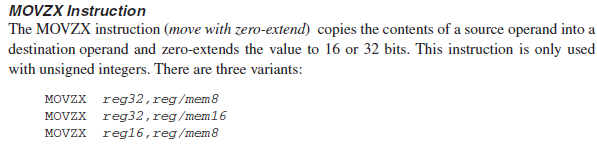 MOVZX Instruction
The MOVZX instruction (move with zero-extend) copies the contents of a source operand into a
destination operand and zero-extends the value to 16 or 32 bits. This instruction is only used
with unsigned integers. There are three variants:
MOVZX reg32,reg/mem8
MOVZX reg32,reg/mem16
MOVZX reg16,reg/mem8